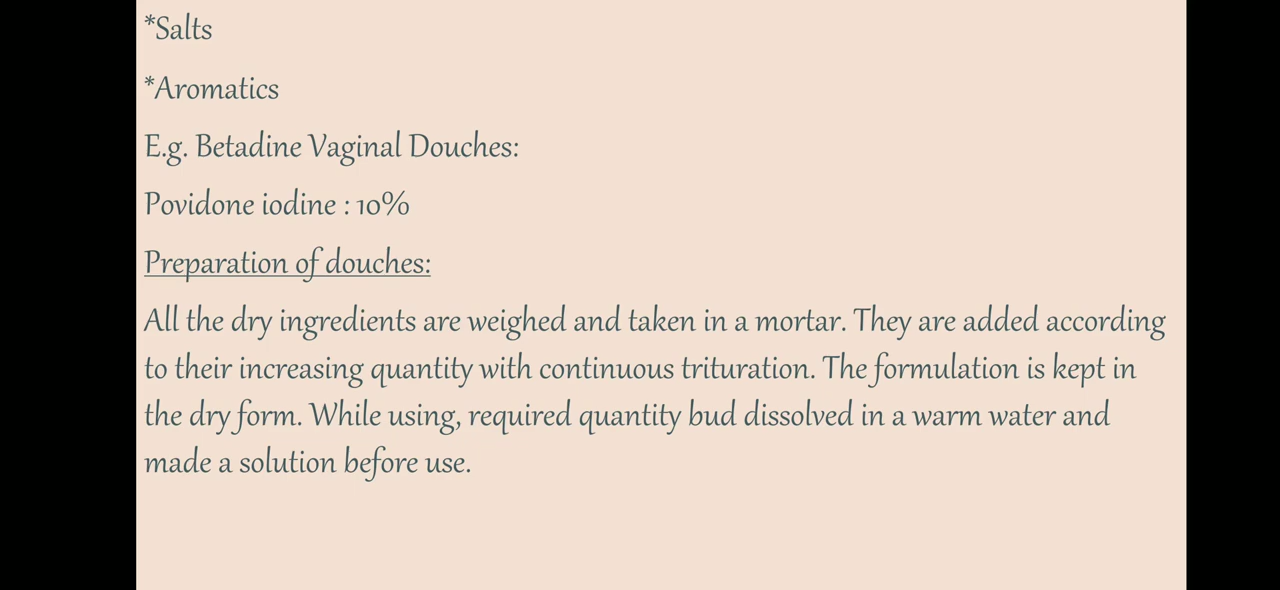 *Salts
*Aromatics
E.g. Betadine Vaginal Douches:
Povidone iodine : 10%
Preparation of douches:
All the dry ingredients are weighed and taken in a mortar. They are added according
to their increasing quantity with continuous trituration. The formulation is kept in
the dry form. While using, required quantity bud dissolved in a warm water and
made a solution before use.